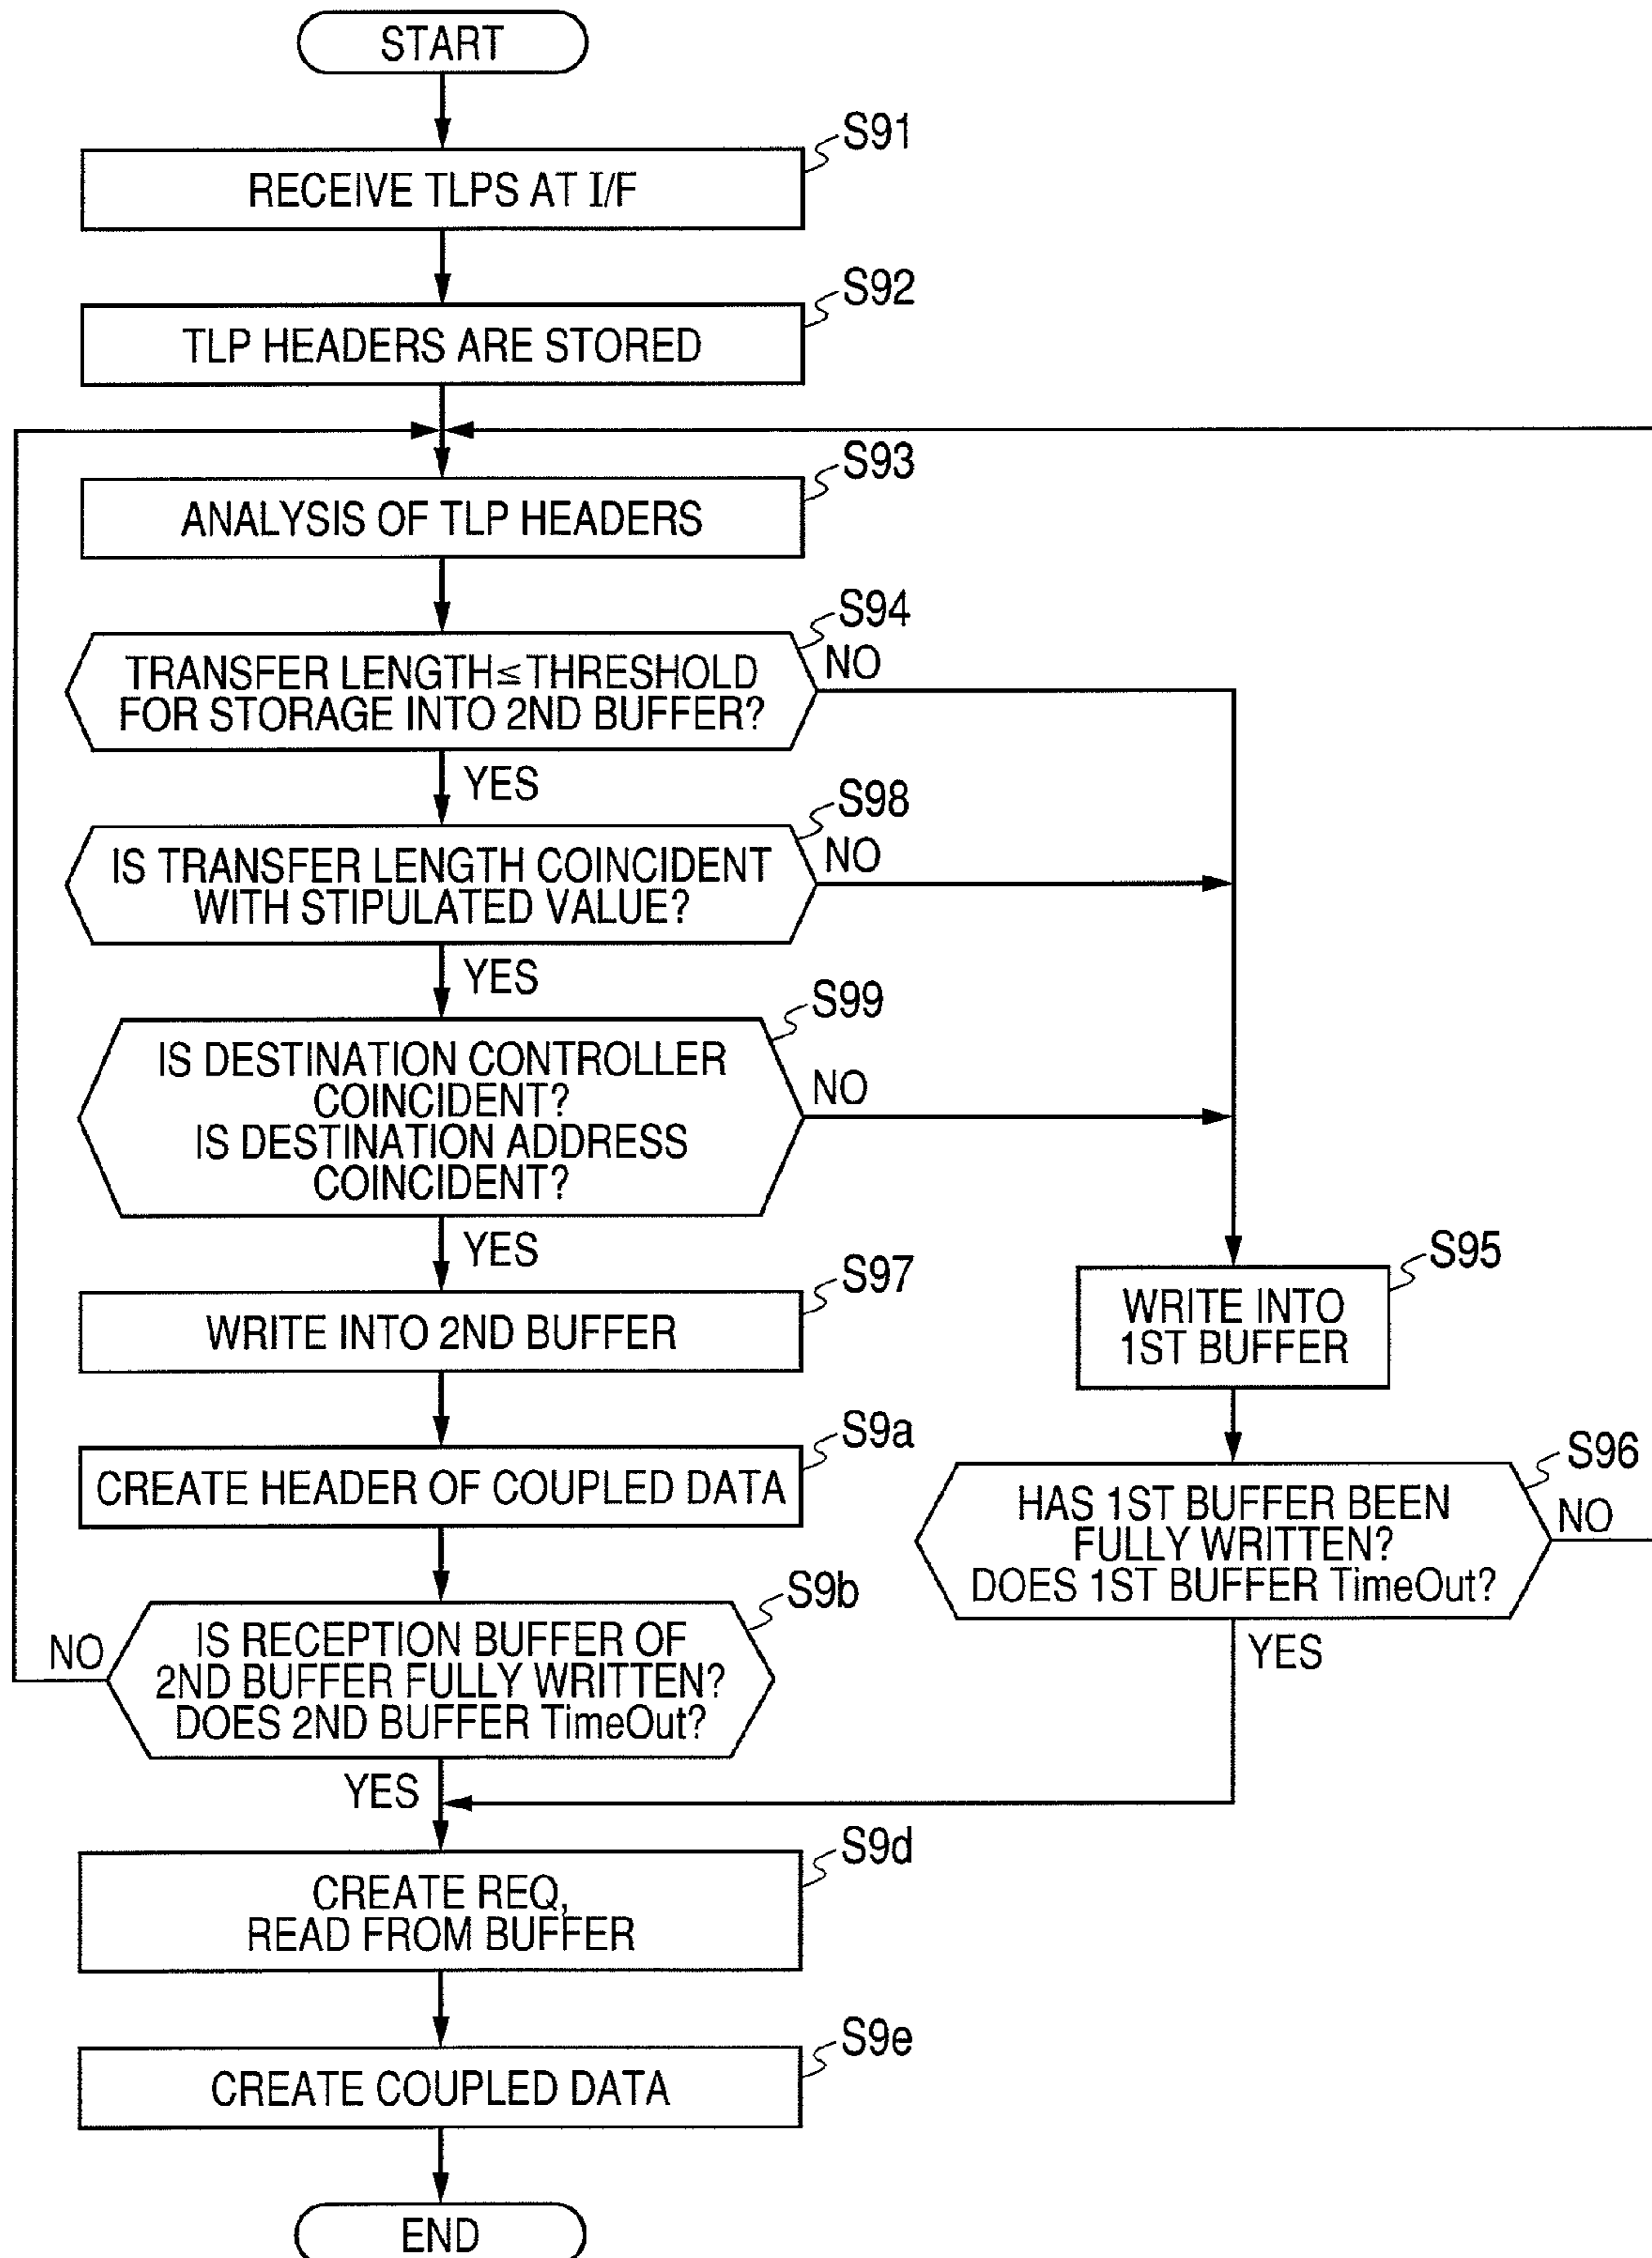 START
S91
RECEIVE TLPS AT I/F
S92
TLP HEADERS ARE STORED
S93
ANALYSIS OF TLP HEADERS
S94
TRANSFER LENGTH≤THRESHOLD
FOR STORAGE INTO 2ND BUFFER?
NO
YES
S98
IS TRANSFER LENGTH COINCIDENT
WITH STIPULATED VALUE?
NO
YES
S99
IS DESTINATION CONTROLLER
COINCIDENT?
IS DESTINATION ADDRESS
COINCIDENT?
NO
YES
S97
WRITE INTO 2ND BUFFER
S95
WRITE INTO
1ST BUFFER
S9a
CREATE HEADER OF COUPLED DATA
S96
HAS 1ST BUFFER BEEN
FULLY WRITTEN?
DOES 1ST BUFFER TimeOut?
NO
YES
S9b
IS RECEPTION BUFFER OF
2ND BUFFER FULLY WRITTEN?
DOES 2ND BUFFER TimeOut?
NO
YES
S9d
CREATE REQ,
READ FROM BUFFER
S9e
CREATE COUPLED DATA
END